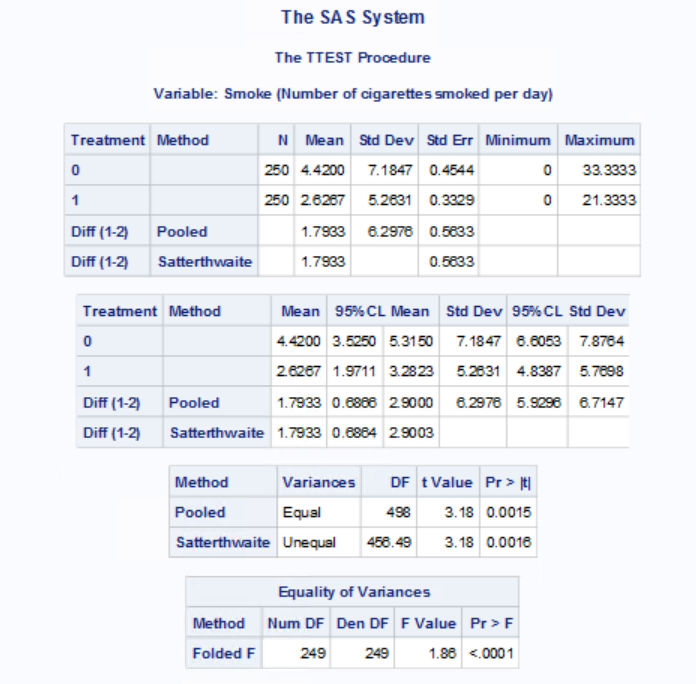 The SAS System
The TTEST Procedure
Variable: Smoke (Number of cigarettes smoked per day)
Treatment Method N Mean Std Dev Std Err Minimum Maximum
0 250 4.4200 7.1847 0.4544 0 33.3333
1 250 2.6267 5.2631 0.3329 0 21.3333
Diff (1-2) Pooled 1.7933 6.2976 0.5633
Diff (1-2) Satterthwaite 1.7933 0.5633
Treatment Method Mean 95% CL Mean Std Dev 95% CL Std Dev
0 4.4200 3.5250 5.3150 7.1847 6.6053 7.8764
1 2.6267 1.9711 3.2823 5.2631 4.8387 5.7698
Diff (1-2) Pooled 1.7933 0.6866 2.9000 6.2976 5.9296 6.7147
Diff (1-2) Satterthwaite 1.7933 0.6864 2.9003
Method Variances DF t Value Pr > |t|
Pooled Equal 498 3.18 0.0015
Satterthwaite Unequal 456.49 3.18 0.0016
Equality of Variances
Method Num DF Den DF F Value Pr > F
Folded F 249 249 1.86 <.0001